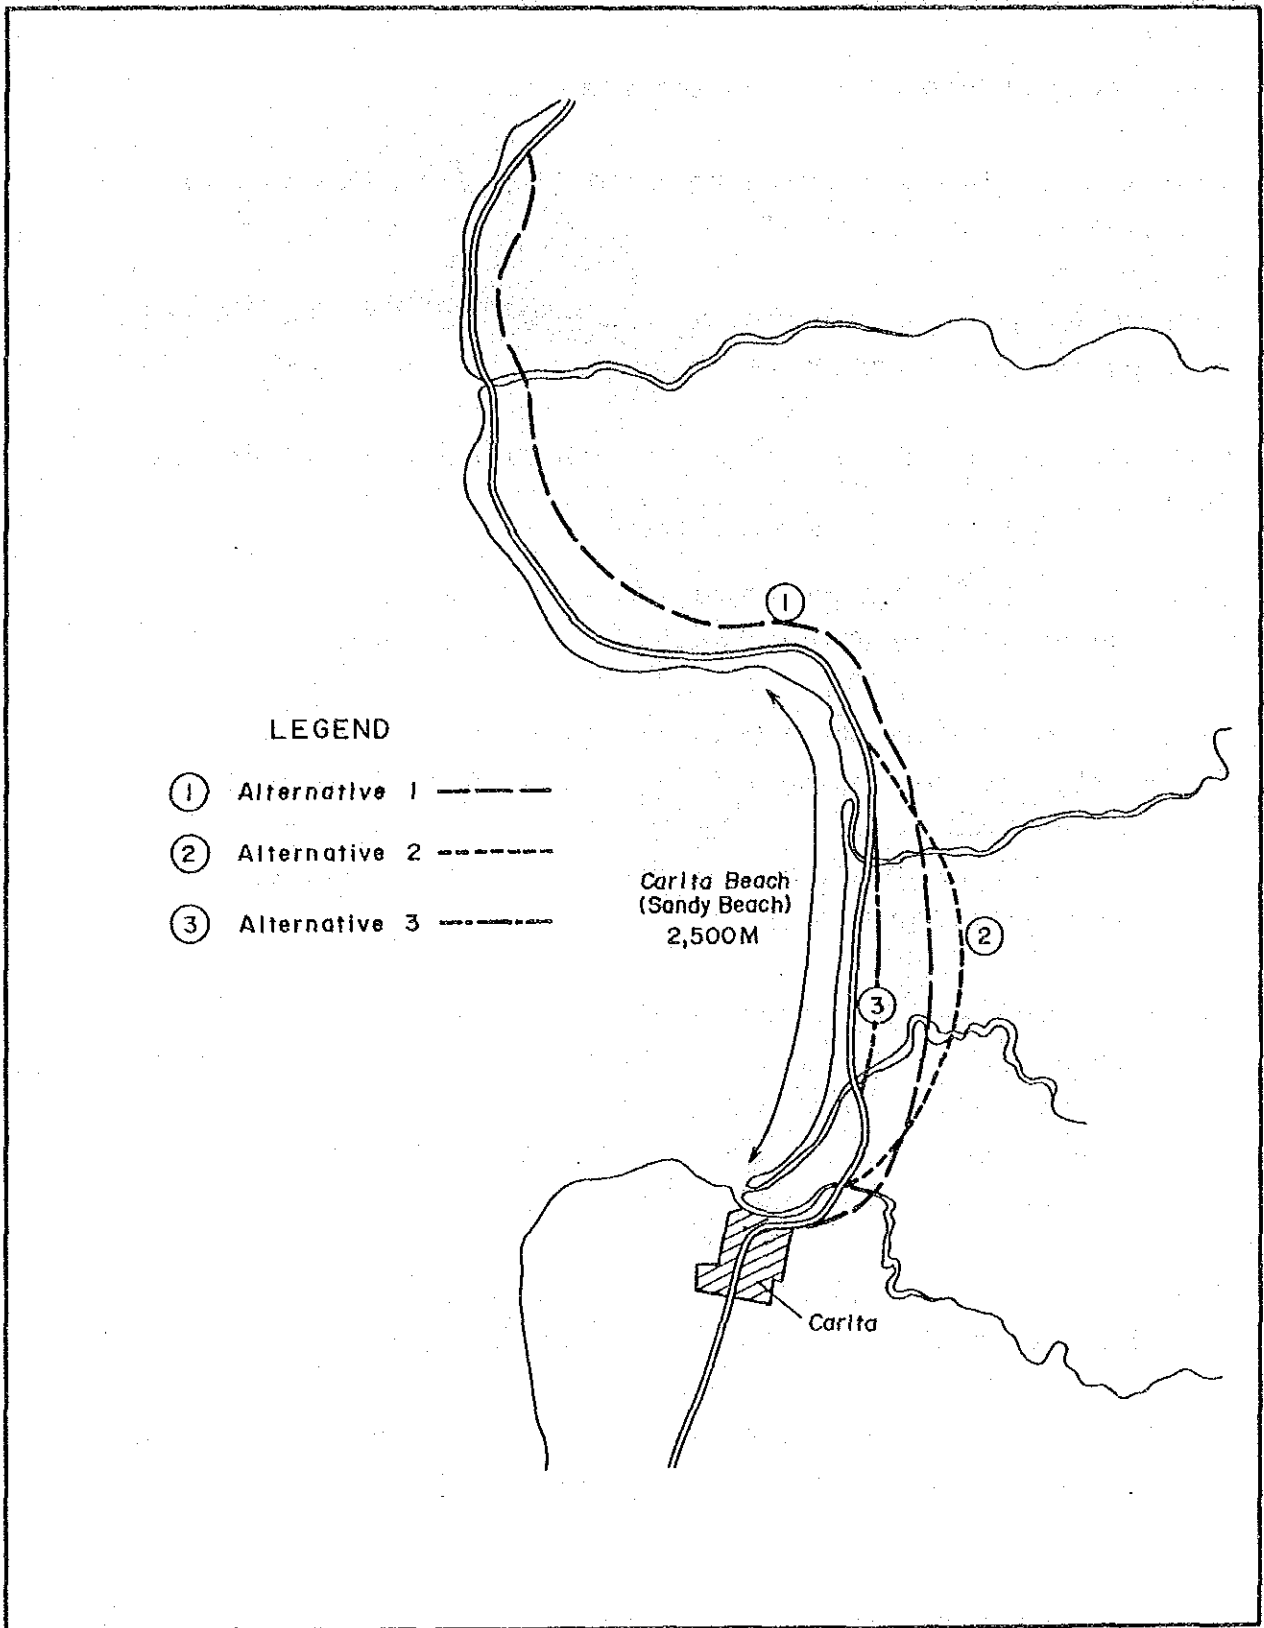 1
LEGEND
1 Alternative 1
2 Alternative 2
3 Alternative 3
Carita Beach
(Sandy Beach)
2,500M
2
3
Carita